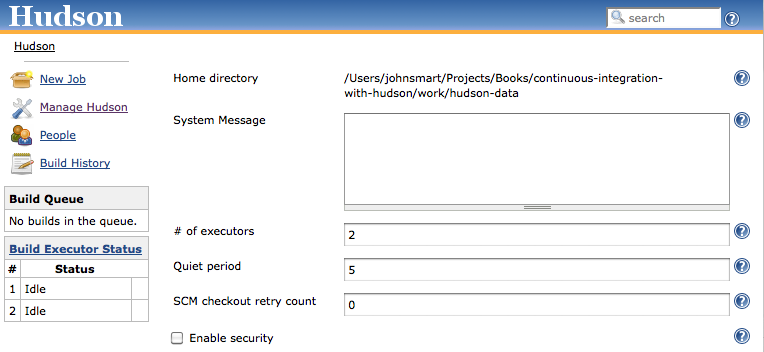 Hudson
search
Hudson
New Job
Manage Hudson
People
Build History
Build Queue
No builds in the queue.
Build Executor Status
# Status
1 Idle
2 Idle
Home directory /Users/johnsmart/Projects/Books/continuous-integration-
with-hudson/work/hudson-data
System Message
# of executors 2
Quiet period 5
SCM checkout retry count 0
Enable security